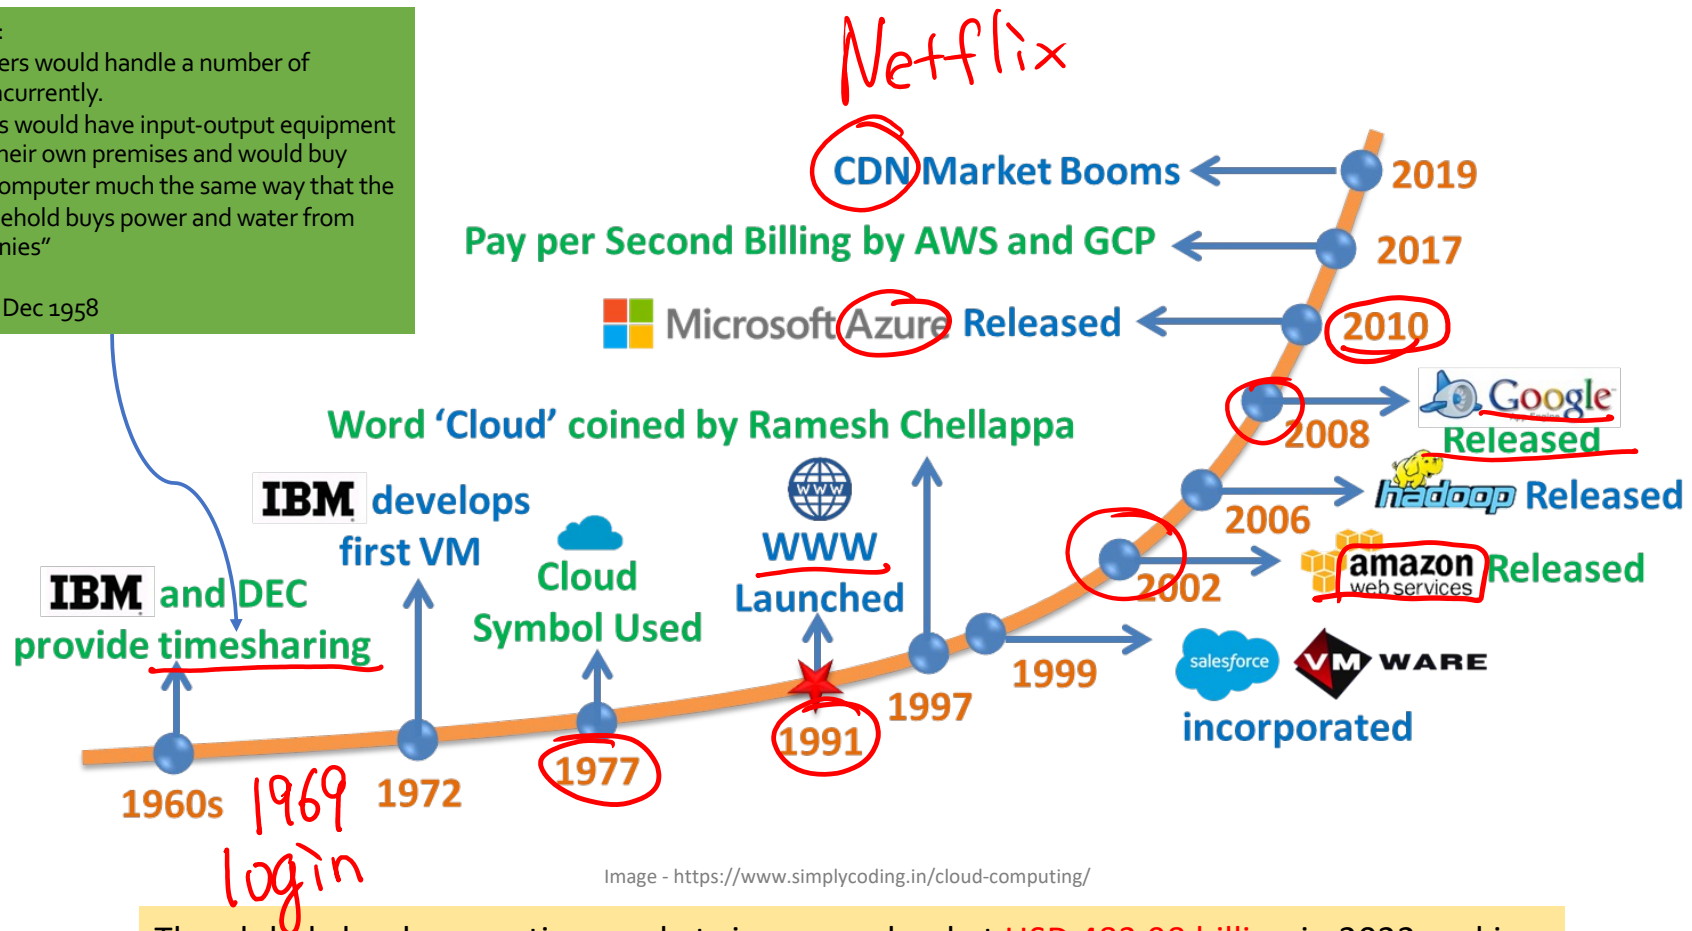 :
ers would handle a number of
ncurrently.
s would have input-output equipment
heir own premises and would buy
omputer much the same way that the
ehold buys power and water from
nies”
Dec 1958
Netflix
CDN Market Booms
2019
Pay per Second Billing by AWS and GCP
2017
Microsoft Azure Released
2010
Google
Released
2008
Word ‘Cloud’ coined by Ramesh Chellappa
hadoop Released
2006
amazon
web services
Released
2002
IBM develops
first VM
www
WWW
Launched
Cloud
Symbol Used
IBM and DEC
provide timesharing
salesforce
VM WARE
incorporated
1999
1997
1991
1977
1972
1960s
1969
login
Image - https://www.simplycoding.in/cloud-computing/